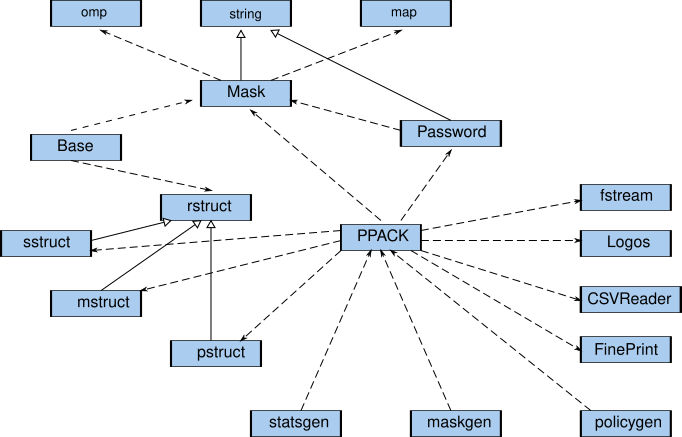 omp
string
map
Mask
Password
Base
fstream
rstruct
PPACK
sstruct
Logos
mstruct
CSVReader
pstruct
FinePrint
statsgen
maskgen
policygen